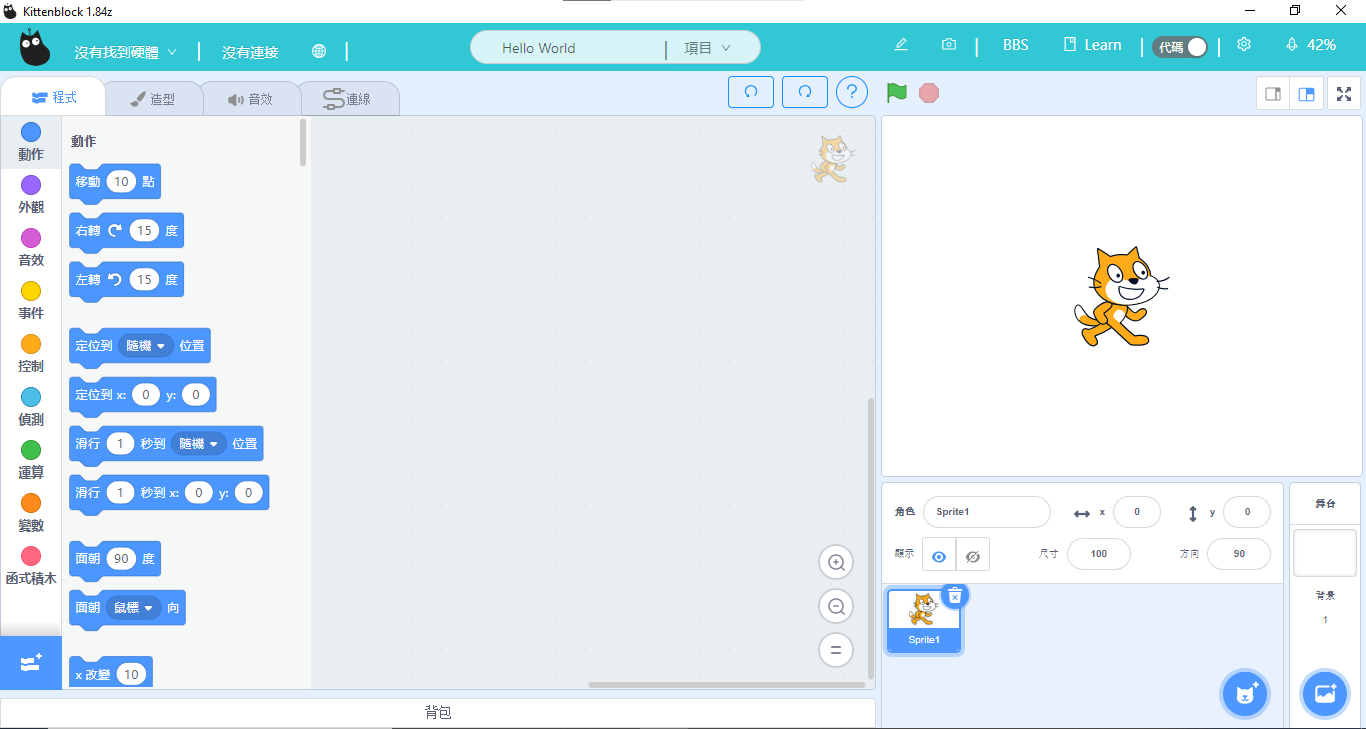 Kittenblock 1.84z
沒有找到硬體
沒有連接
Hello World
項目
BBS
Learn
代碼
42%
程式
造型
音效
連線
?
動作
外觀
音效
事件
控制
偵測
運算
變數
函式積木
動作
移動 10 點
右轉 15 度
左轉 15 度
定位到 隨機 位置
定位到 x: 0 y: 0
滑行 1 秒到 隨機 位置
滑行 1 秒到 x: 0 y: 0
面朝 90 度
面朝 鼠標 向
x 改變 10
背包
角色 Sprite1 x 0 y 0
顯示 尺寸 100 方向 90
Sprite1
舞台
背景
1